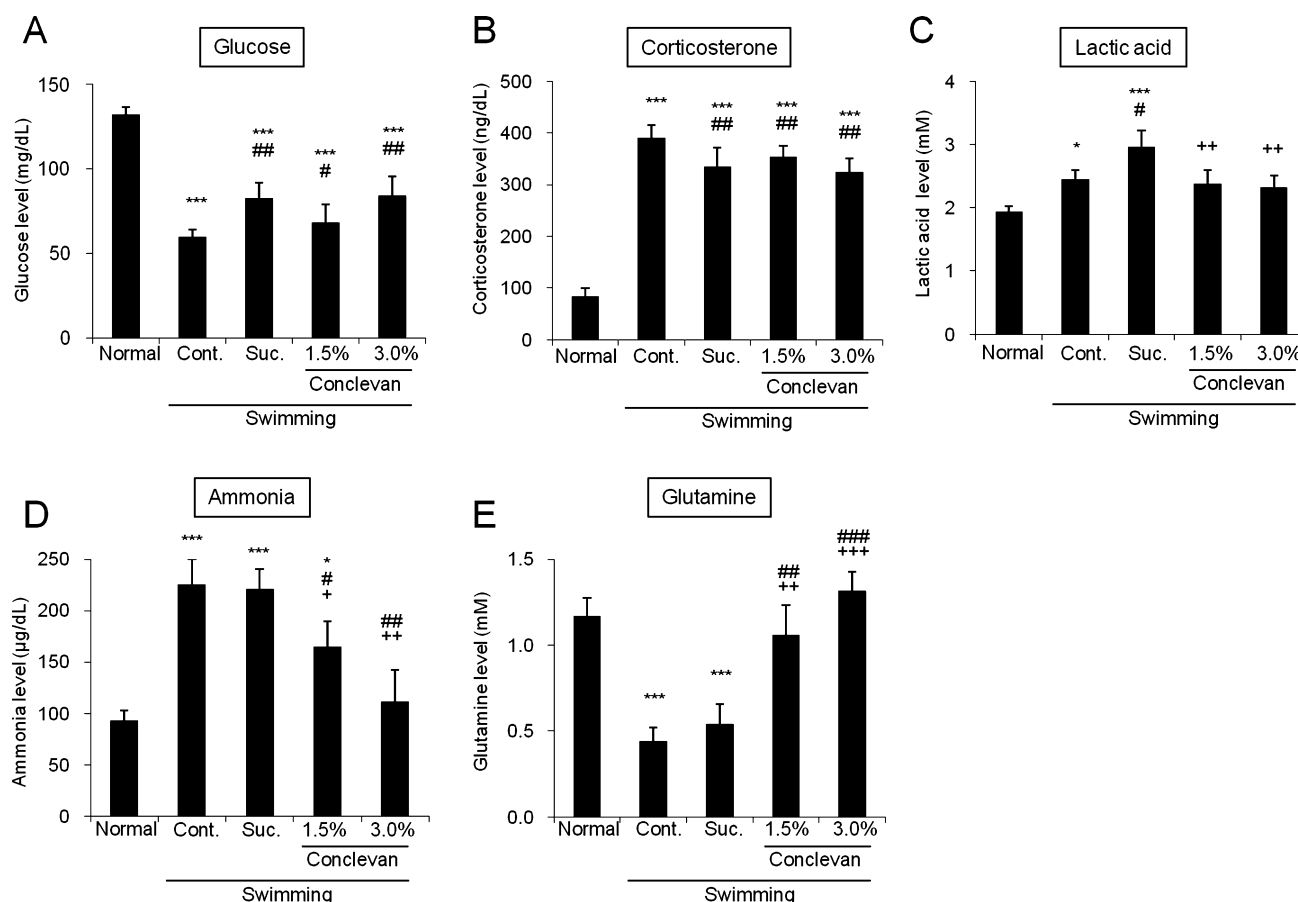 A
Glucose
Glucose level (mg/dL)
150
100
50
0
***
***
##
***
#
***
##
Normal Cont. Suc. 1.5% 3.0%
Conclevan
Swimming
B
Corticosterone
Corticosterone level (ng/dL)
500
400
300
200
100
0
***
***
##
***
##
***
##
Normal Cont. Suc. 1.5% 3.0%
Conclevan
Swimming
C
Lactic acid
Lactic acid level (mM)
4
3
2
1
0
*
***
#
++
++
Normal Cont. Suc. 1.5% 3.0%
Conclevan
Swimming
D
Ammonia
Ammonia level (µg/dL)
250
200
150
100
50
0
***
***
*
#
+
##
++
Normal Cont. Suc. 1.5% 3.0%
Conclevan
Swimming
E
Glutamine
Glutamine level (mM)
1.5
1.0
0.5
0.0
***
***
##
++
###
+++
Normal Cont. Suc. 1.5% 3.0%
Conclevan
Swimming